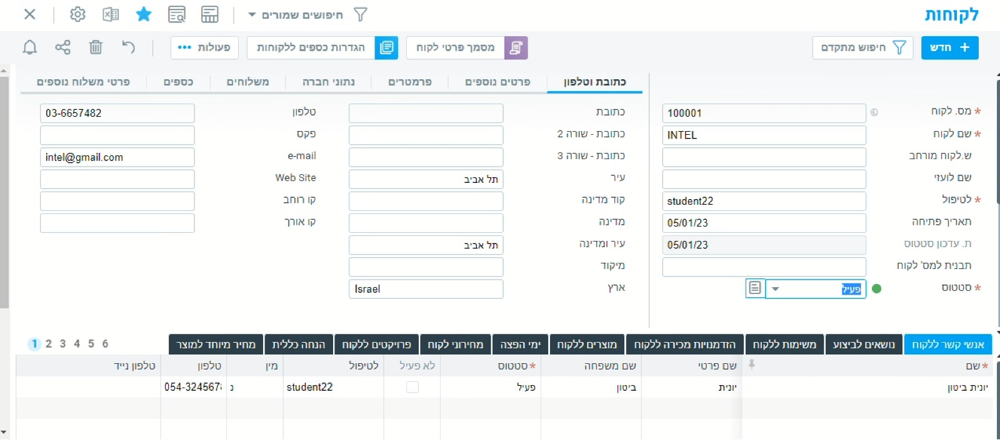 לקוחות
חיפושים שמורים
+ חדש
חיפוש מתקדם
מסמך פרטי לקוח
הגדרות כספים ללקוחות
פעולות
כתובת וטלפון
פרטים נוספים
פרמטרים
נתוני חברה
משלוחים
כספים
פרטי משלוח נוספים
* מס. לקוח 100001
* שם לקוח INTEL
ש.לקוח מורחב
שם לועזי
* לטיפול student22
תאריך פתיחה 05/01/23
ת. עדכון סטטוס 05/01/23
תבנית למס' לקוח
* סטטוס פעיל
כתובת
כתובת - שורה 2
כתובת - שורה 3
עיר תל אביב
קוד מדינה
מדינה
עיר ומדינה תל אביב
מיקוד
ארץ Israel
טלפון 03-6657482
פקס
e-mail intel@gmail.com
Web Site
קו רוחב
קו אורך
אנשי קשר ללקוח
נושאים לביצוע
משימות ללקוח
הזדמנויות מכירה ללקוח
מוצרים ללקוח
ימי הפצה
מחירוני לקוח
פרויקטים ללקוח
הנחה כללית
מחיר מיוחד למוצר
1 2 3 4 5 6
* שם שם פרטי שם משפחה * סטטוס לא פעיל לטיפול מין טלפון טלפון נייד
יונית ביטון יונית ביטון פעיל student22 נ 054-3245678